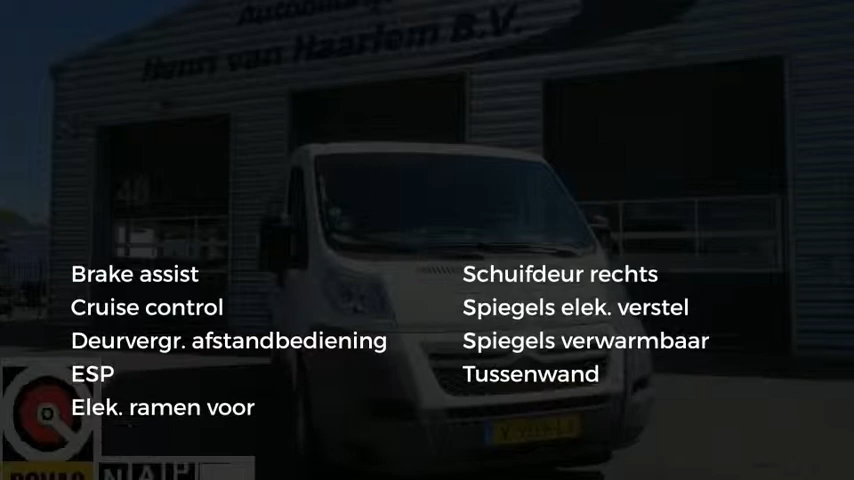 Henri van Haarlem B.V.
Brake assist
Cruise control
Deurvergr. afstandbediening
ESP
Elek. ramen voor
Schuifdeur rechts
Spiegels elek. verstel
Spiegels verwarmbaar
Tussenwand
BOVAG
NAP